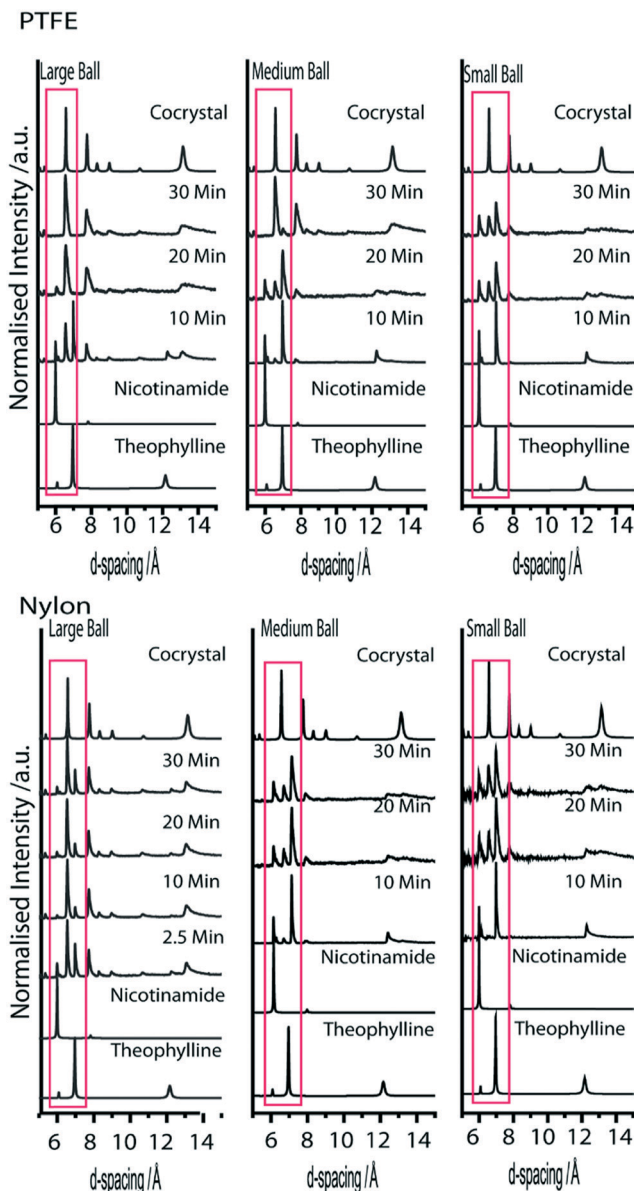 PTFE
Large Ball
Cocrystal
30 Min
20 Min
10 Min
Nicotinamide
Theophylline
6 8 10 12 14
d-spacing /Å
Medium Ball
Cocrystal
30 Min
20 Min
10 Min
Nicotinamide
Theophylline
6 8 10 12 14
d-spacing /Å
Small Ball
Cocrystal
30 Min
20 Min
10 Min
Nicotinamide
Theophylline
6 8 10 12 14
d-spacing /Å
Normalised Intensity /a.u.
Nylon
Large Ball
Cocrystal
30 Min
20 Min
10 Min
2.5 Min
Nicotinamide
Theophylline
6 8 10 12 14
d-spacing /Å
Medium Ball
Cocrystal
30 Min
20 Min
10 Min
Nicotinamide
Theophylline
6 8 10 12 14
d-spacing /Å
Small Ball
Cocrystal
30 Min
20 Min
10 Min
Nicotinamide
Theophylline
6 8 10 12 14
d-spacing /Å
Normalised Intensity /a.u.